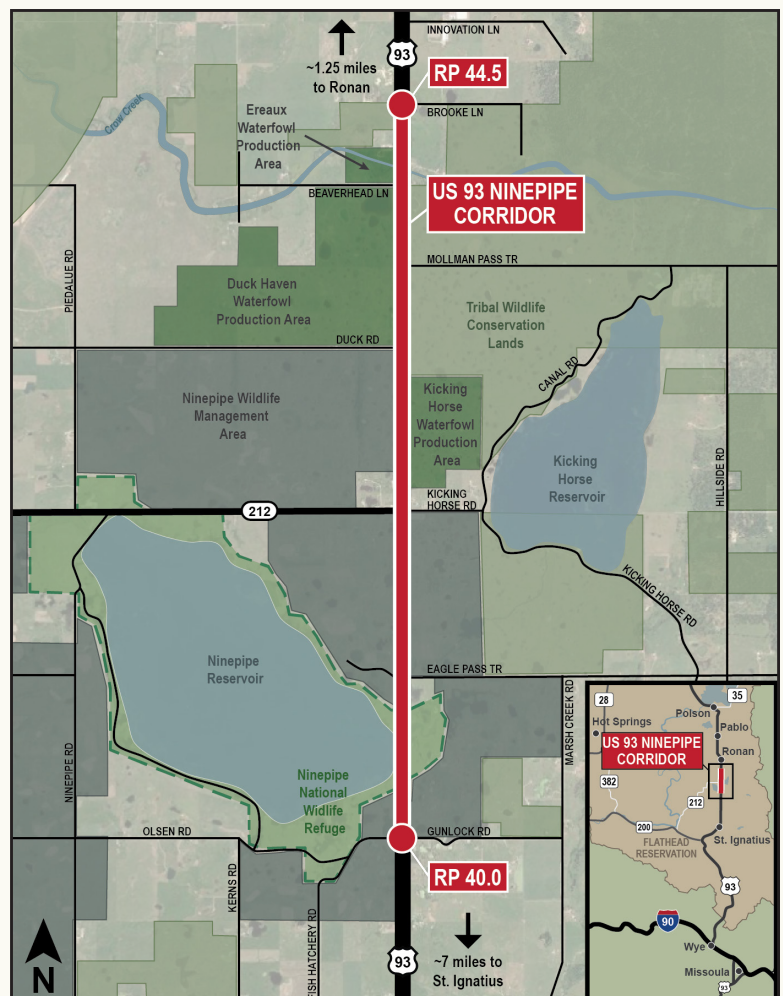 INNOVATION LN
93
~1.25 miles
to Ronan
RP 44.5
BROOKE LN
Crow Creek
Ereaux
Waterfowl
Production
Area
BEAVERHEAD LN
US 93 NINEPIPE
CORRIDOR
PIEDALUE RD
MOLLMAN PASS TR
Duck Haven
Waterfowl
Production Area
Tribal Wildlife
Conservation
Lands
DUCK RD
CANAL RD
Ninepipe Wildlife
Management
Area
Kicking
Horse
Waterfowl
Production
Area
Kicking
Horse
Reservoir
HILLSIDE RD
KICKING
HORSE RD
212
KICKING HORSE RD
Ninepipe
Reservoir
EAGLE PASS TR
MARSH CREEK RD
NINEPIPE RD
Ninepipe
National
Widlife
Refuge
OLSEN RD
GUNLOCK RD
RP 40.0
KERNS RD
FISH HATCHERY RD
N
93
~7 miles to
St. Ignatius
28
35
Polson
Hot Springs
Pablo
US 93 NINEPIPE
CORRIDOR
Ronan
382
212
200
St. Ignatius
FLATHEAD
RESERVATION
93
90
Wye
Missoula
93